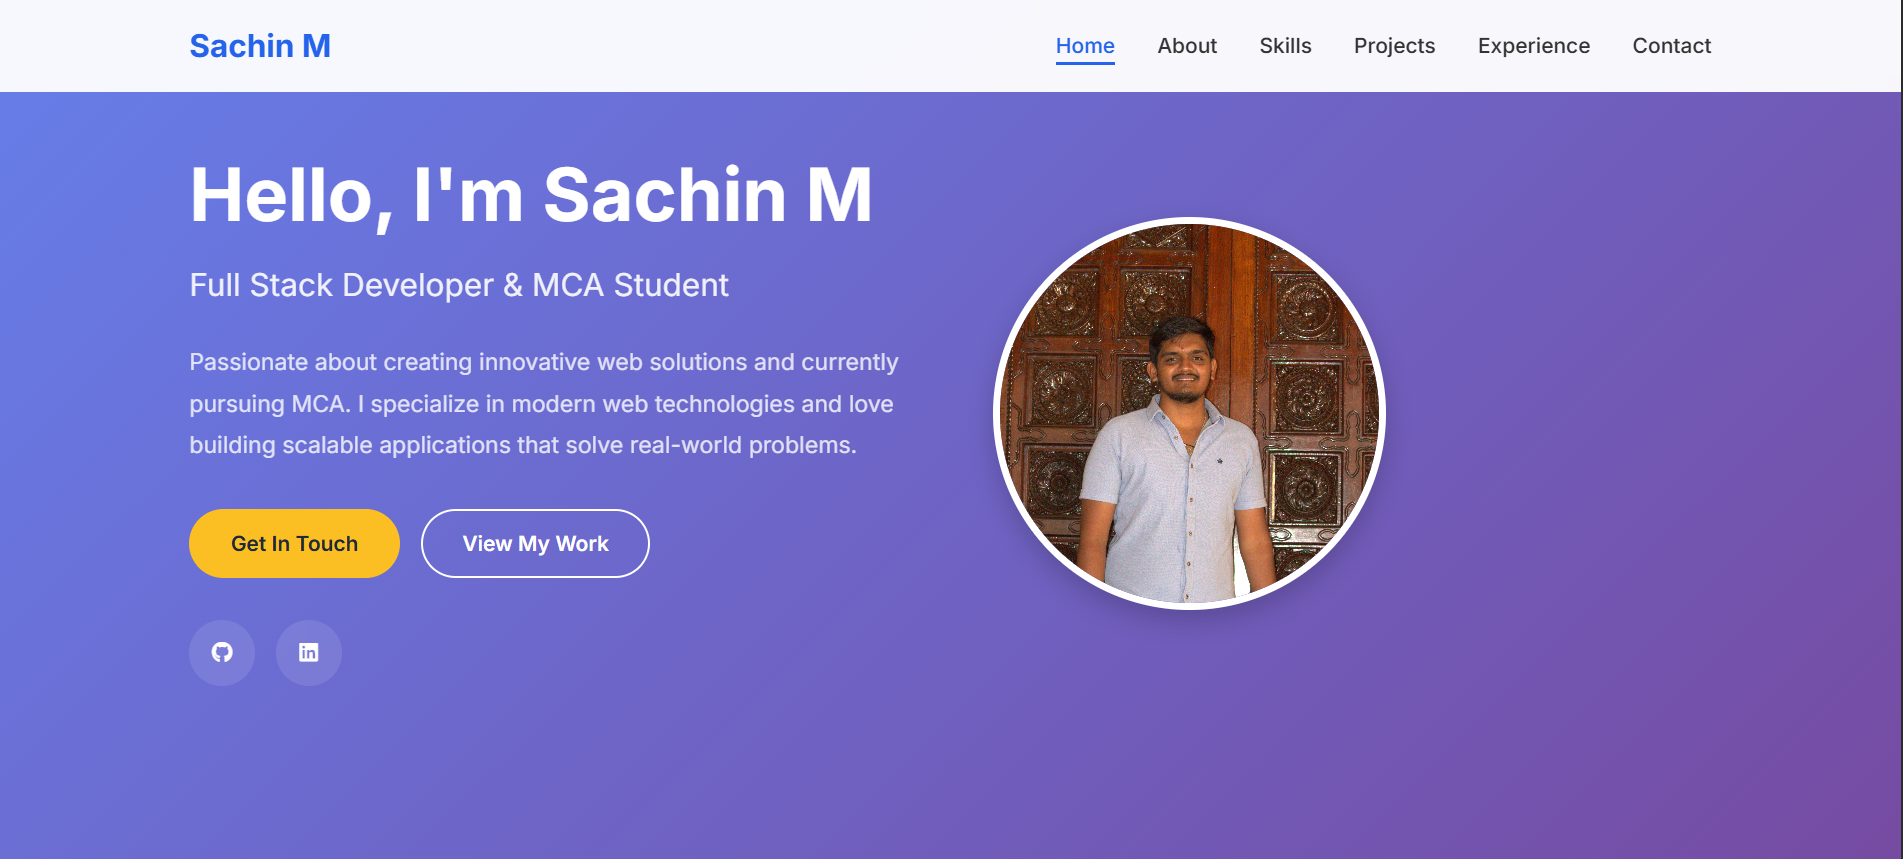 Sachin M
Home
About
Skills
Projects
Experience
Contact
Hello, I'm Sachin M
Full Stack Developer & MCA Student
Passionate about creating innovative web solutions and currently
pursuing MCA. I specialize in modern web technologies and love
building scalable applications that solve real-world problems.
Get In Touch
View My Work
in